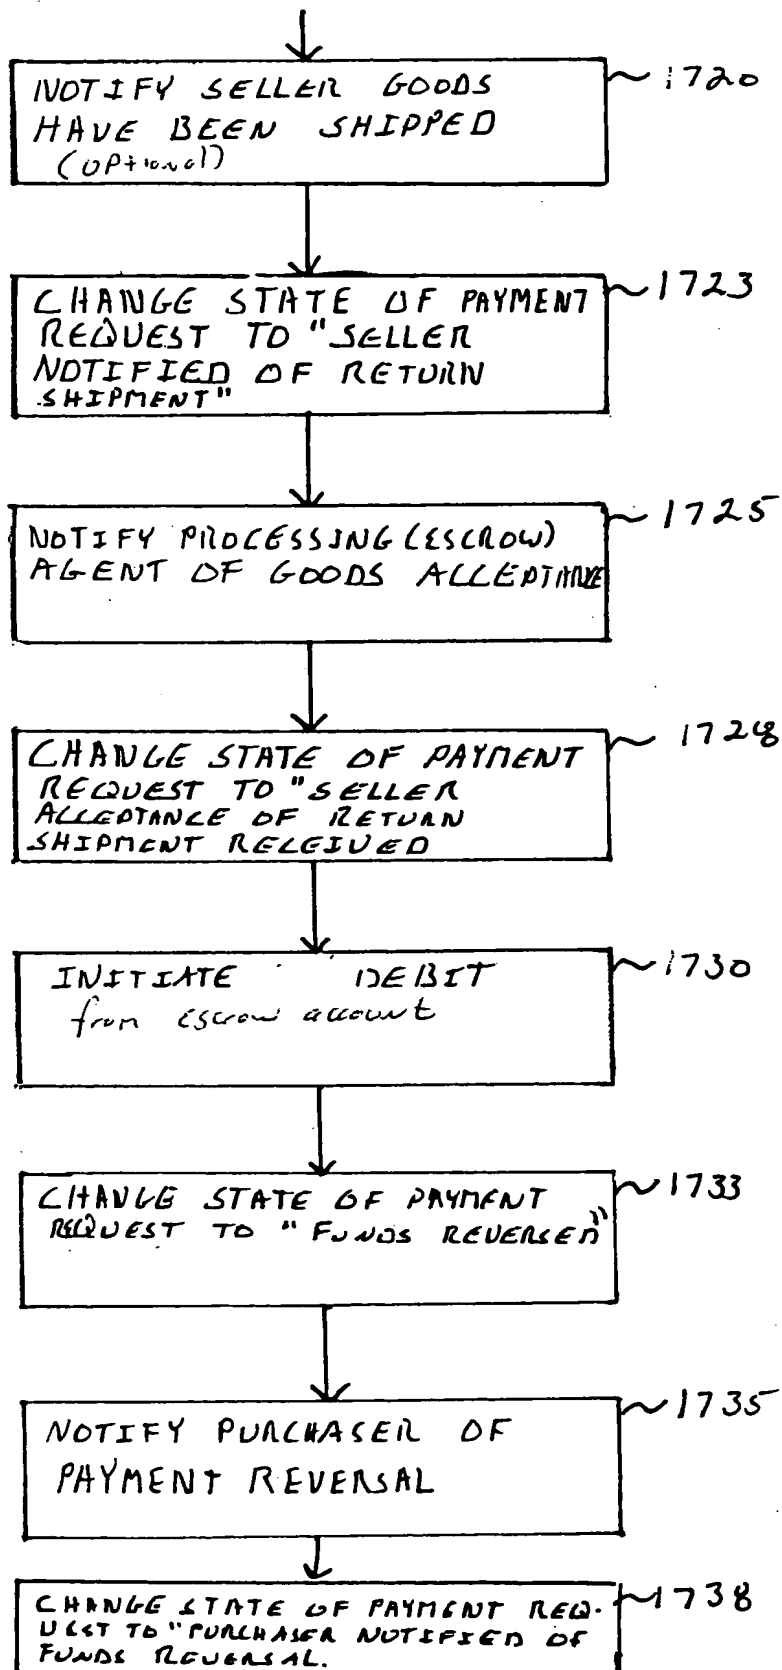 NOTIFY SELLER GOODS
HAVE BEEN SHIPPED
(optional)
1720
CHANGE STATE OF PAYMENT
REQUEST TO "SELLER
NOTIFIED OF RETURN
SHIPMENT"
1723
NOTIFY PROCESSING (ESCROW)
AGENT OF GOODS ACCEPTANCE
1725
CHANGE STATE OF PAYMENT
REQUEST TO "SELLER
ACCEPTANCE OF RETURN
SHIPMENT RECEIVED
1728
INITIATE DEBIT
from escrow account
1730
CHANGE STATE OF PAYMENT
REQUEST TO "FUNDS REVERSED"
1733
NOTIFY PURCHASER OF
PAYMENT REVERSAL
1735
CHANGE STATE OF PAYMENT REQ-
UEST TO "PURCHASER NOTIFIED OF
FUNDS REVERSAL.
1738